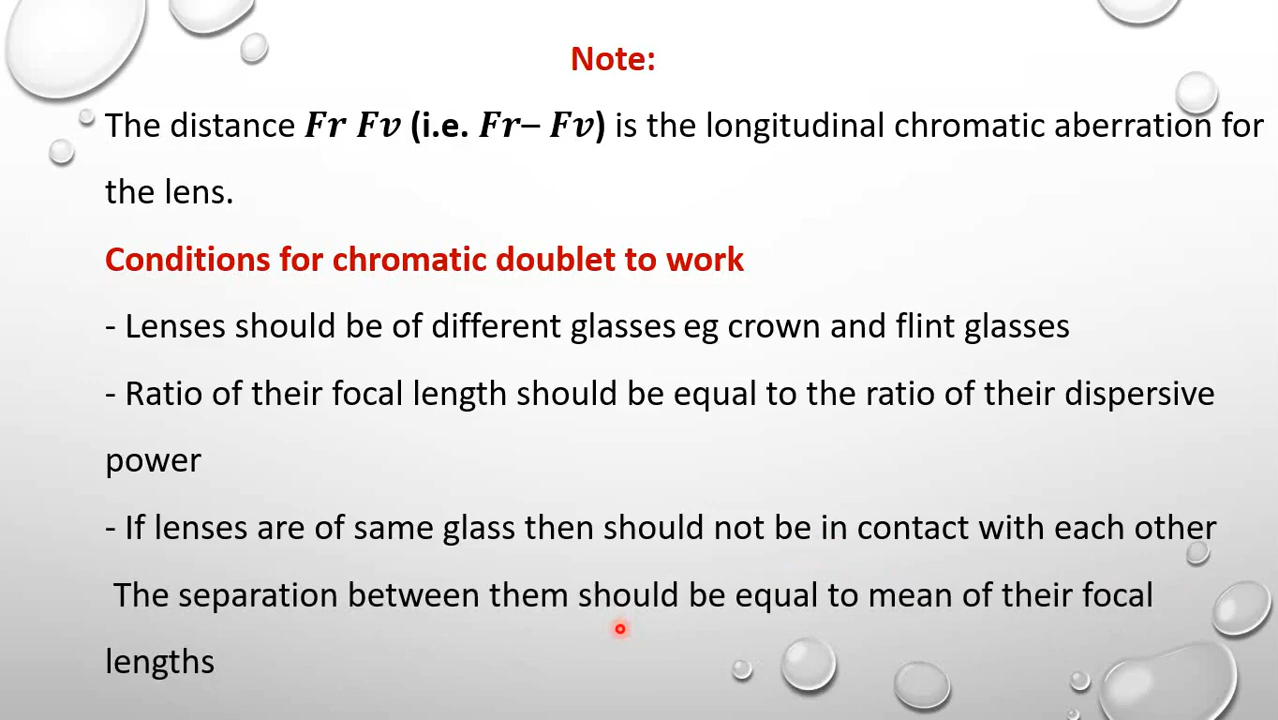 Note:
The distance Fr Fv (i.e. Fr– Fv) is the longitudinal chromatic aberration for
the lens.
Conditions for chromatic doublet to work
- Lenses should be of different glasses eg crown and flint glasses
- Ratio of their focal length should be equal to the ratio of their dispersive
power
- If lenses are of same glass then should not be in contact with each other
The separation between them should be equal to mean of their focal
lengths